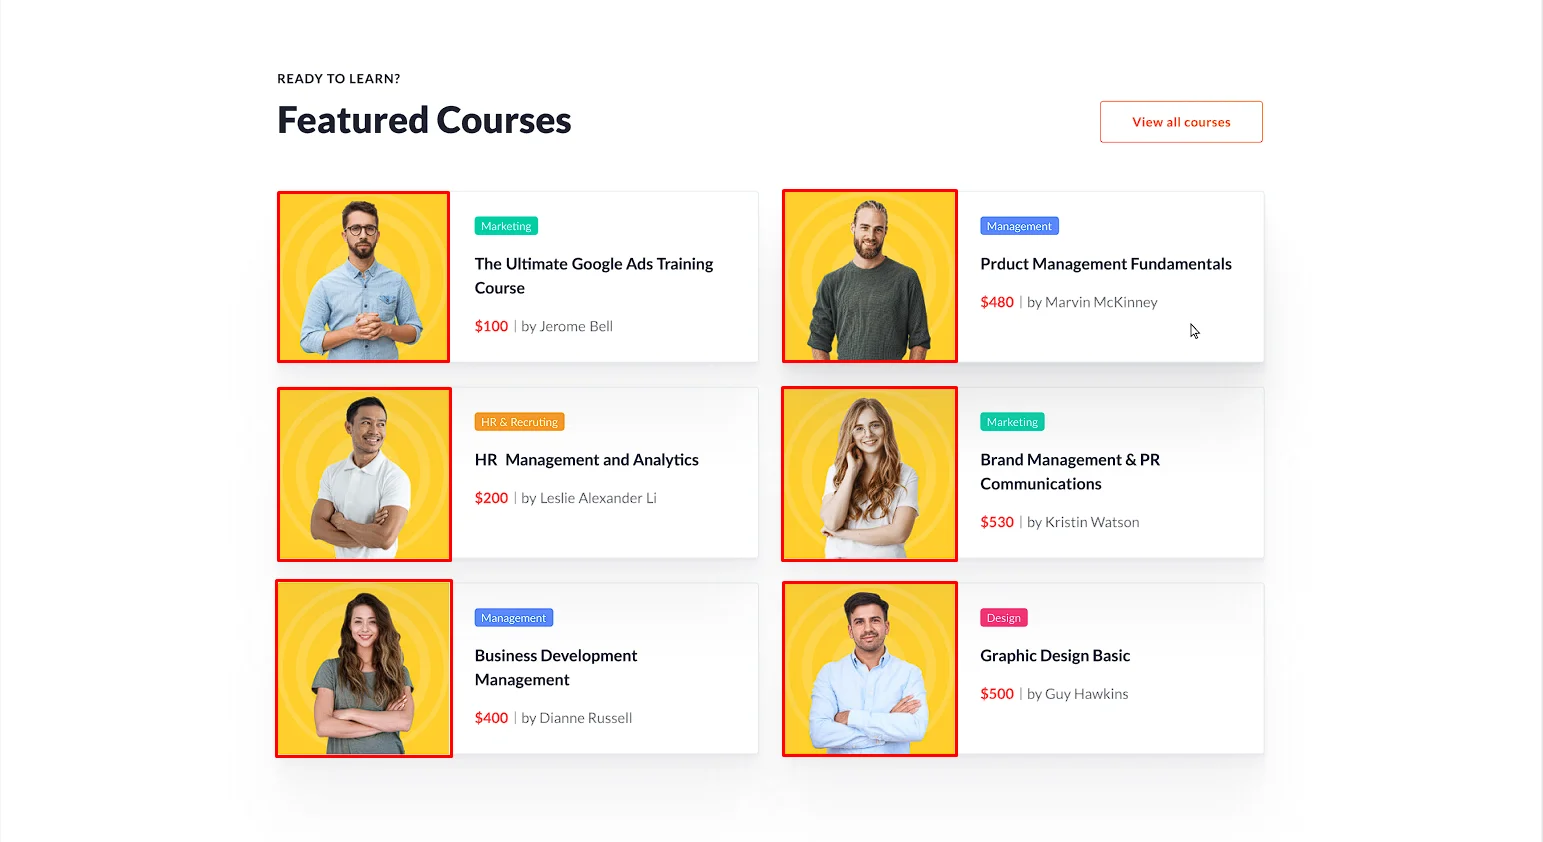 READY TO LEARN?
Featured Courses
View all courses
Marketing
The Ultimate Google Ads Training
Course
$100 | by Jerome Bell
Management
Prduct Management Fundamentals
$480 | by Marvin McKinney
HR & Recruting
HR Management and Analytics
$200 | by Leslie Alexander Li
Marketing
Brand Management & PR
Communications
$530 | by Kristin Watson
Management
Business Development
Management
$400 | by Dianne Russell
Design
Graphic Design Basic
$500 | by Guy Hawkins